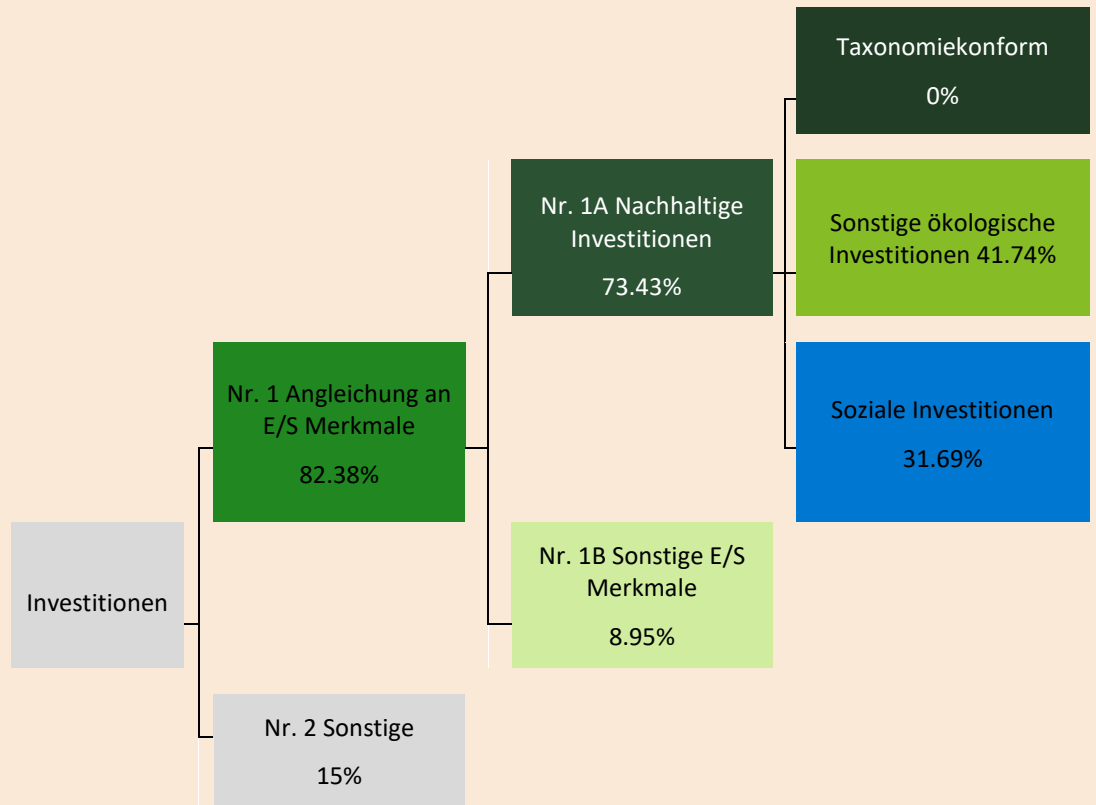 Taxonomiekonform
0%
Nr. 1A Nachhaltige
Investitionen
73.43%
Sonstige ökologische
Investitionen 41.74%
Nr. 1 Angleichung an
E/S Merkmale
82.38%
Soziale Investitionen
31.69%
Investitionen
Nr. 1B Sonstige E/S
Merkmale
8.95%
Nr. 2 Sonstige
15%